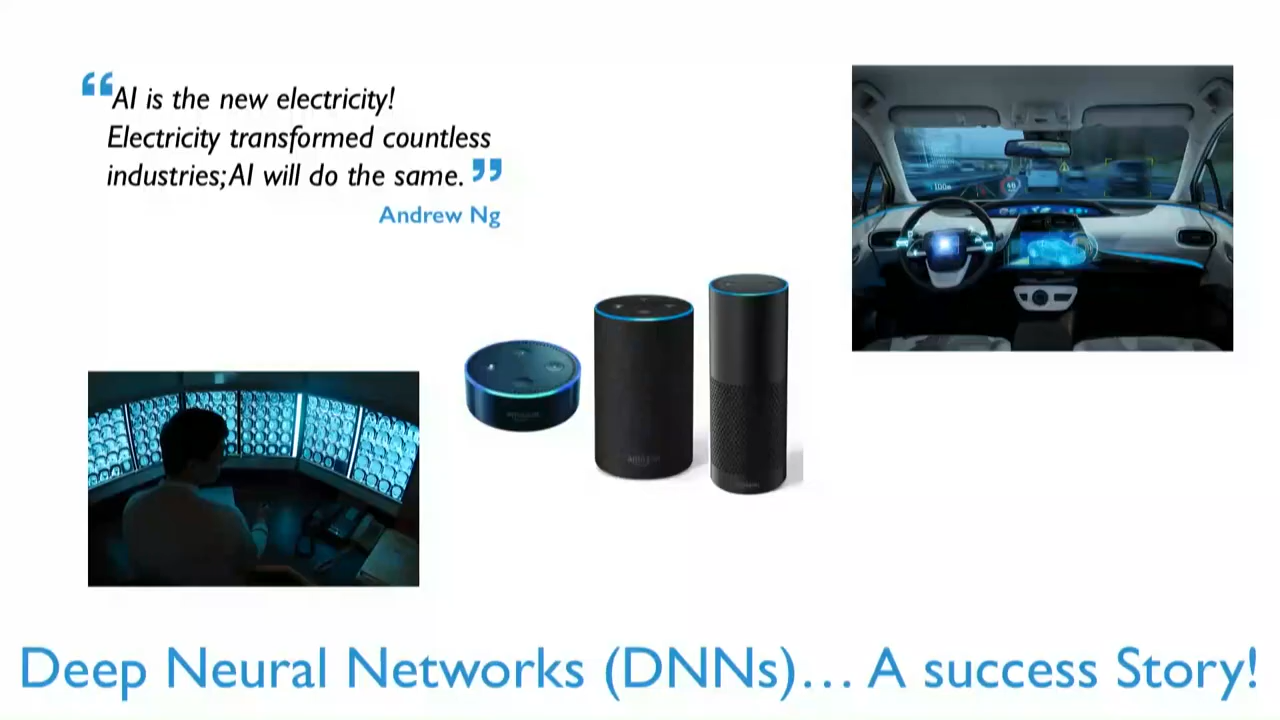 “AI is the new electricity!
Electricity transformed countless
industries;AI will do the same.”
Andrew Ng
Deep Neural Networks (DNNs)... A success Story!